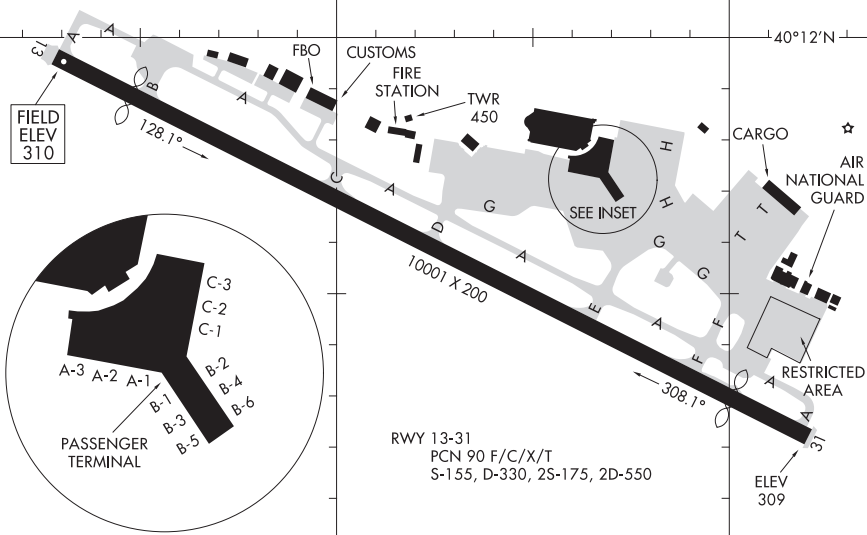 40°12'N
13
A
A
FBO
CUSTOMS
FIRE
STATION
TWR
450
B
A
FIELD
ELEV
310
128.1°
CARGO
H
AIR
NATIONAL
GUARD
C
A
G
SEE INSET
H
T
T
D
A
G
G
10001 X 200
C-3
C-2
C-1
E
A
F
F
A-3 A-2 A-1
B-2
B-4
B-6
B-1
B-3
B-5
308.1°
A
A
RESTRICTED
AREA
PASSENGER
TERMINAL
31
RWY 13-31
PCN 90 F/C/X/T
S-155, D-330, 2S-175, 2D-550
ELEV
309